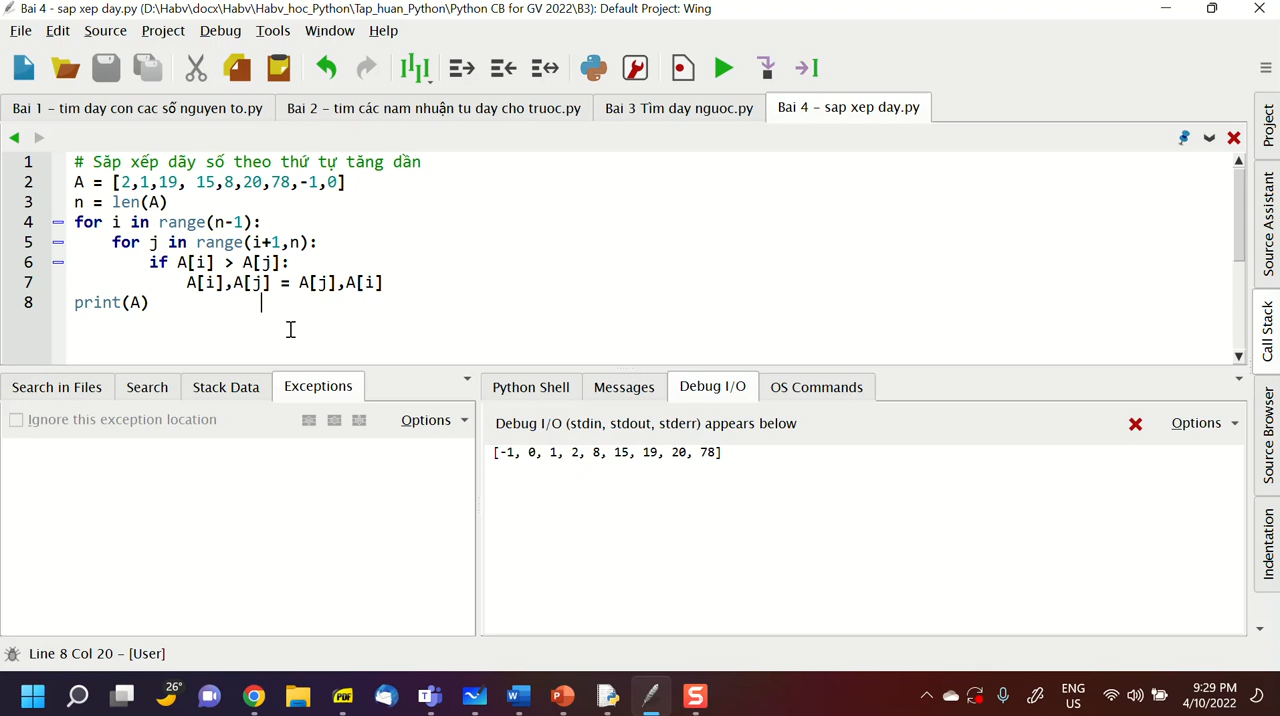 Bai 4 - sap xep day.py (D:\Habv\docx\Habv\Habv_hoc_Python\Tap_huan_Python\Python CB for GV 2022\B3): Default Project: Wing
File Edit Source Project Debug Tools Window Help
Bai 1 - tim day con cac số nguyen to.py Bai 2 - tim các nam nhuận tu day cho truoc.py Bai 3 Tìm day nguoc.py Bai 4 - sap xep day.py
1 # Sắp xếp dãy số theo thứ tự tăng dần
2 A = [2,1,19, 15,8,20,78,-1,0]
3 n = len(A)
4 for i in range(n-1):
5 for j in range(i+1,n):
6 if A[i] > A[j]:
7 A[i],A[j] = A[j],A[i]
8 print(A)
Project
Source Assistant
Call Stack
Source Browser
Indentation
Search in Files Search Stack Data Exceptions
Ignore this exception location Options
Python Shell Messages Debug I/O OS Commands
Debug I/O (stdin, stdout, stderr) appears below Options
[-1, 0, 1, 2, 8, 15, 19, 20, 78]
Line 8 Col 20 - [User]
26°
PDF
ENG
US
9:29 PM
4/10/2022